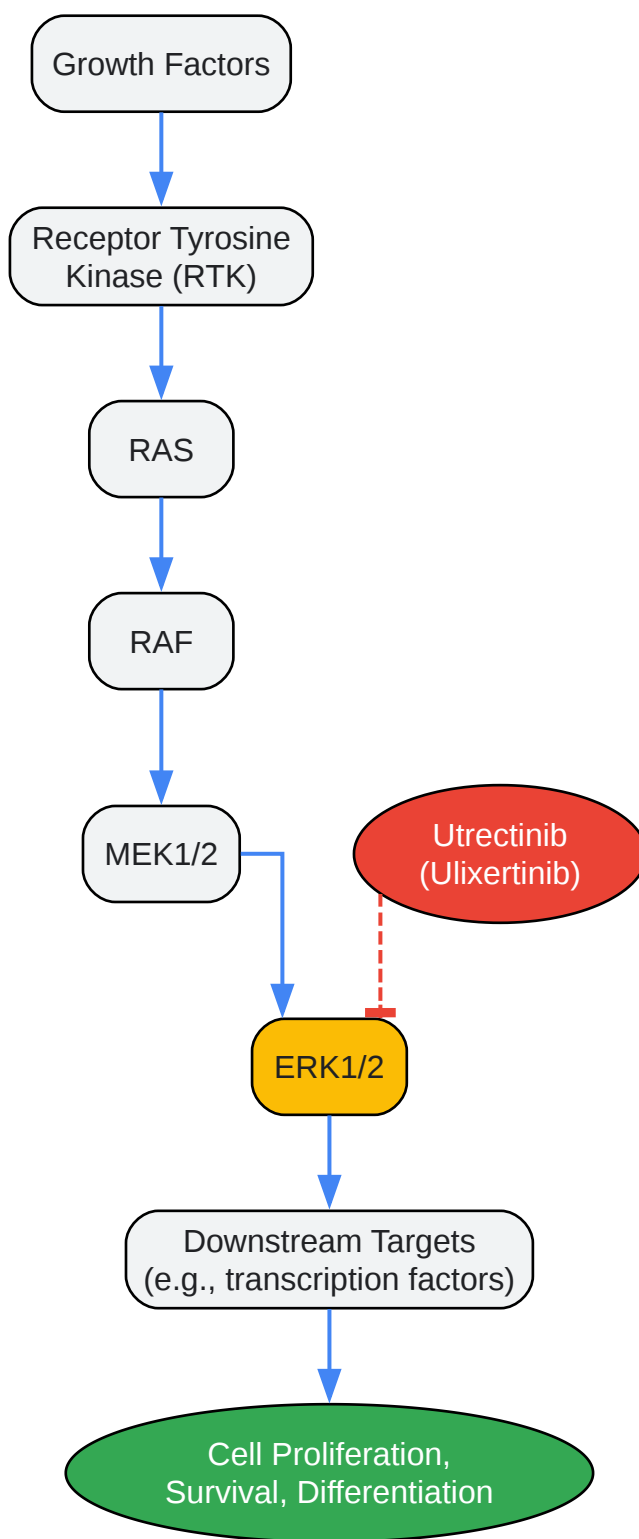 Growth Factors
Receptor Tyrosine
Kinase (RTK)
RAS
RAF
MEK1/2
Utrectinib
(Ulixertinib)
ERK1/2
Downstream Targets
(e.g., transcription factors)
Cell Proliferation,
Survival, Differentiation